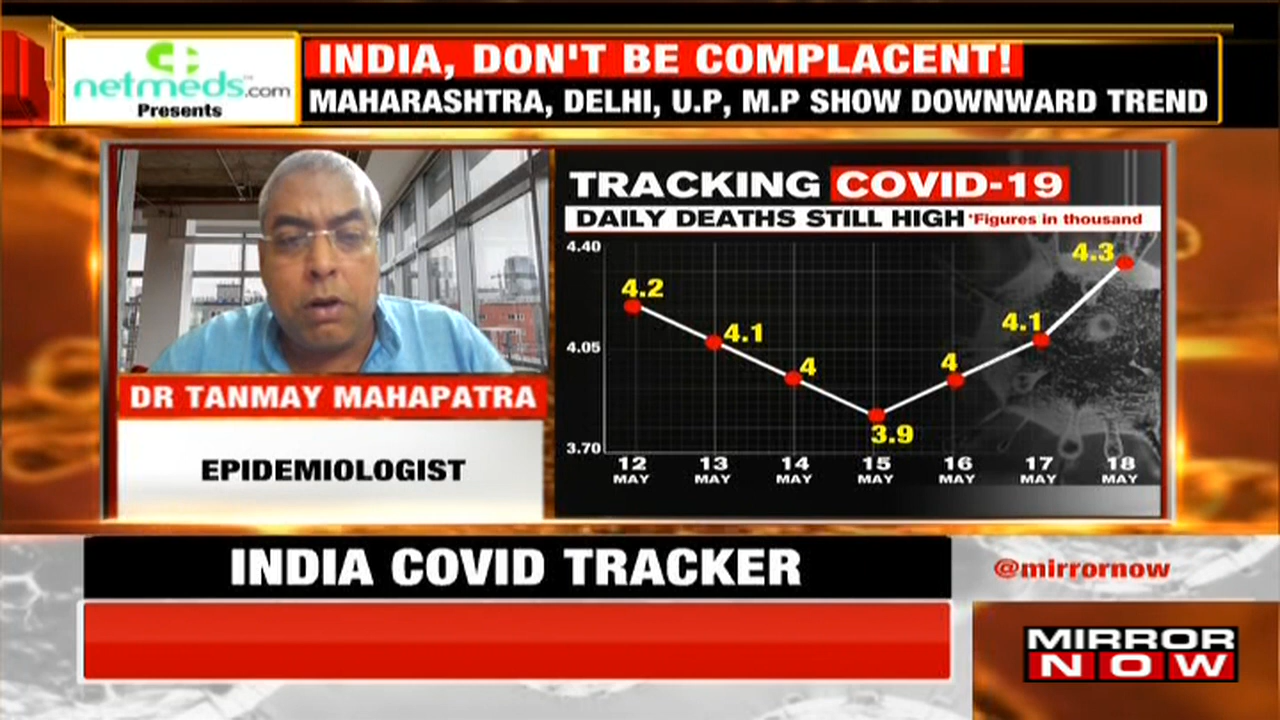 netmeds.com
Presents
INDIA, DON'T BE COMPLACENT!
MAHARASHTRA, DELHI, U.P, M.P SHOW DOWNWARD TREND
TRACKING COVID-19
DAILY DEATHS STILL HIGH *Figures in thousand
4.40
4.05
3.70
4.2
4.1
4
3.9
4
4.1
4.3
12 MAY
13 MAY
14 MAY
15 MAY
16 MAY
17 MAY
18 MAY
DR TANMAY MAHAPATRA
EPIDEMIOLOGIST
INDIA COVID TRACKER
@mirrornow
MIRROR
NOW